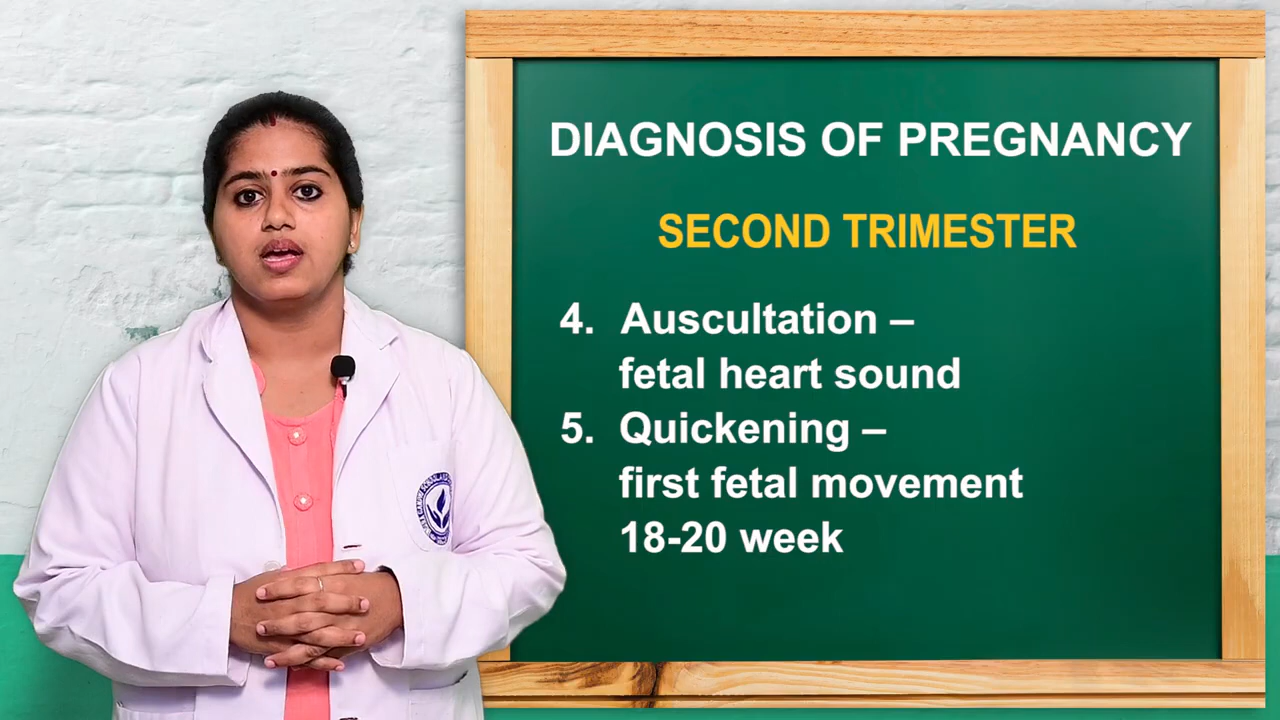 DIAGNOSIS OF PREGNANCY
SECOND TRIMESTER
4. Auscultation –
fetal heart sound
5. Quickening –
first fetal movement
18-20 week